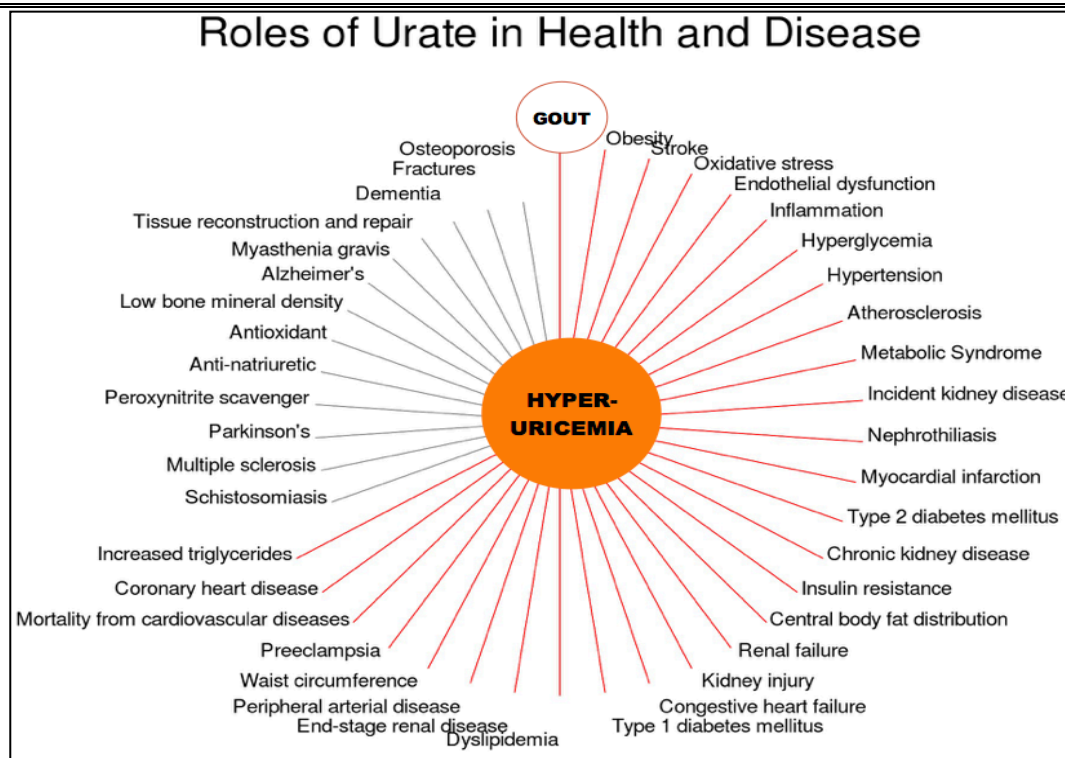 Roles of Urate in Health and Disease
GOUT
Obesity
Stroke
Oxidative stress
Endothelial dysfunction
Inflammation
Hyperglycemia
Hypertension
Atherosclerosis
Metabolic Syndrome
Incident kidney disease
Nephrothiliasis
Myocardial infarction
Type 2 diabetes mellitus
Chronic kidney disease
Insulin resistance
Central body fat distribution
Renal failure
Kidney injury
Congestive heart failure
Type 1 diabetes mellitus
Dyslipidemia
End-stage renal disease
Peripheral arterial disease
Waist circumference
Preeclampsia
Mortality from cardiovascular diseases
Coronary heart disease
Increased triglycerides
Schistosomiasis
Multiple sclerosis
Parkinson's
Peroxynitrite scavenger
Anti-natriuretic
Antioxidant
Low bone mineral density
Alzheimer's
Myasthenia gravis
Tissue reconstruction and repair
Dementia
Fractures
Osteoporosis
HYPER-
URICEMIA